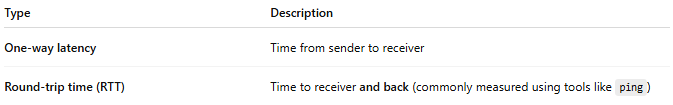 Type Description
One-way latency Time from sender to receiver
Round-trip time (RTT) Time to receiver and back (commonly measured using tools like ping)